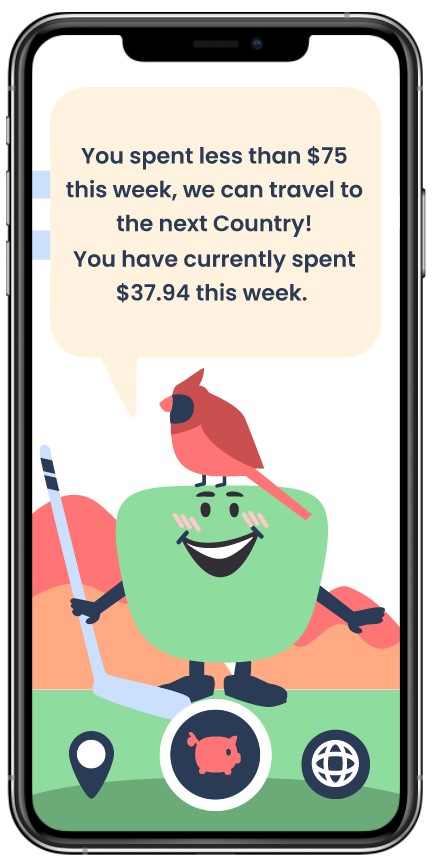 You spent less than $75
this week, we can travel to
the next Country!
You have currently spent
$37.94 this week.